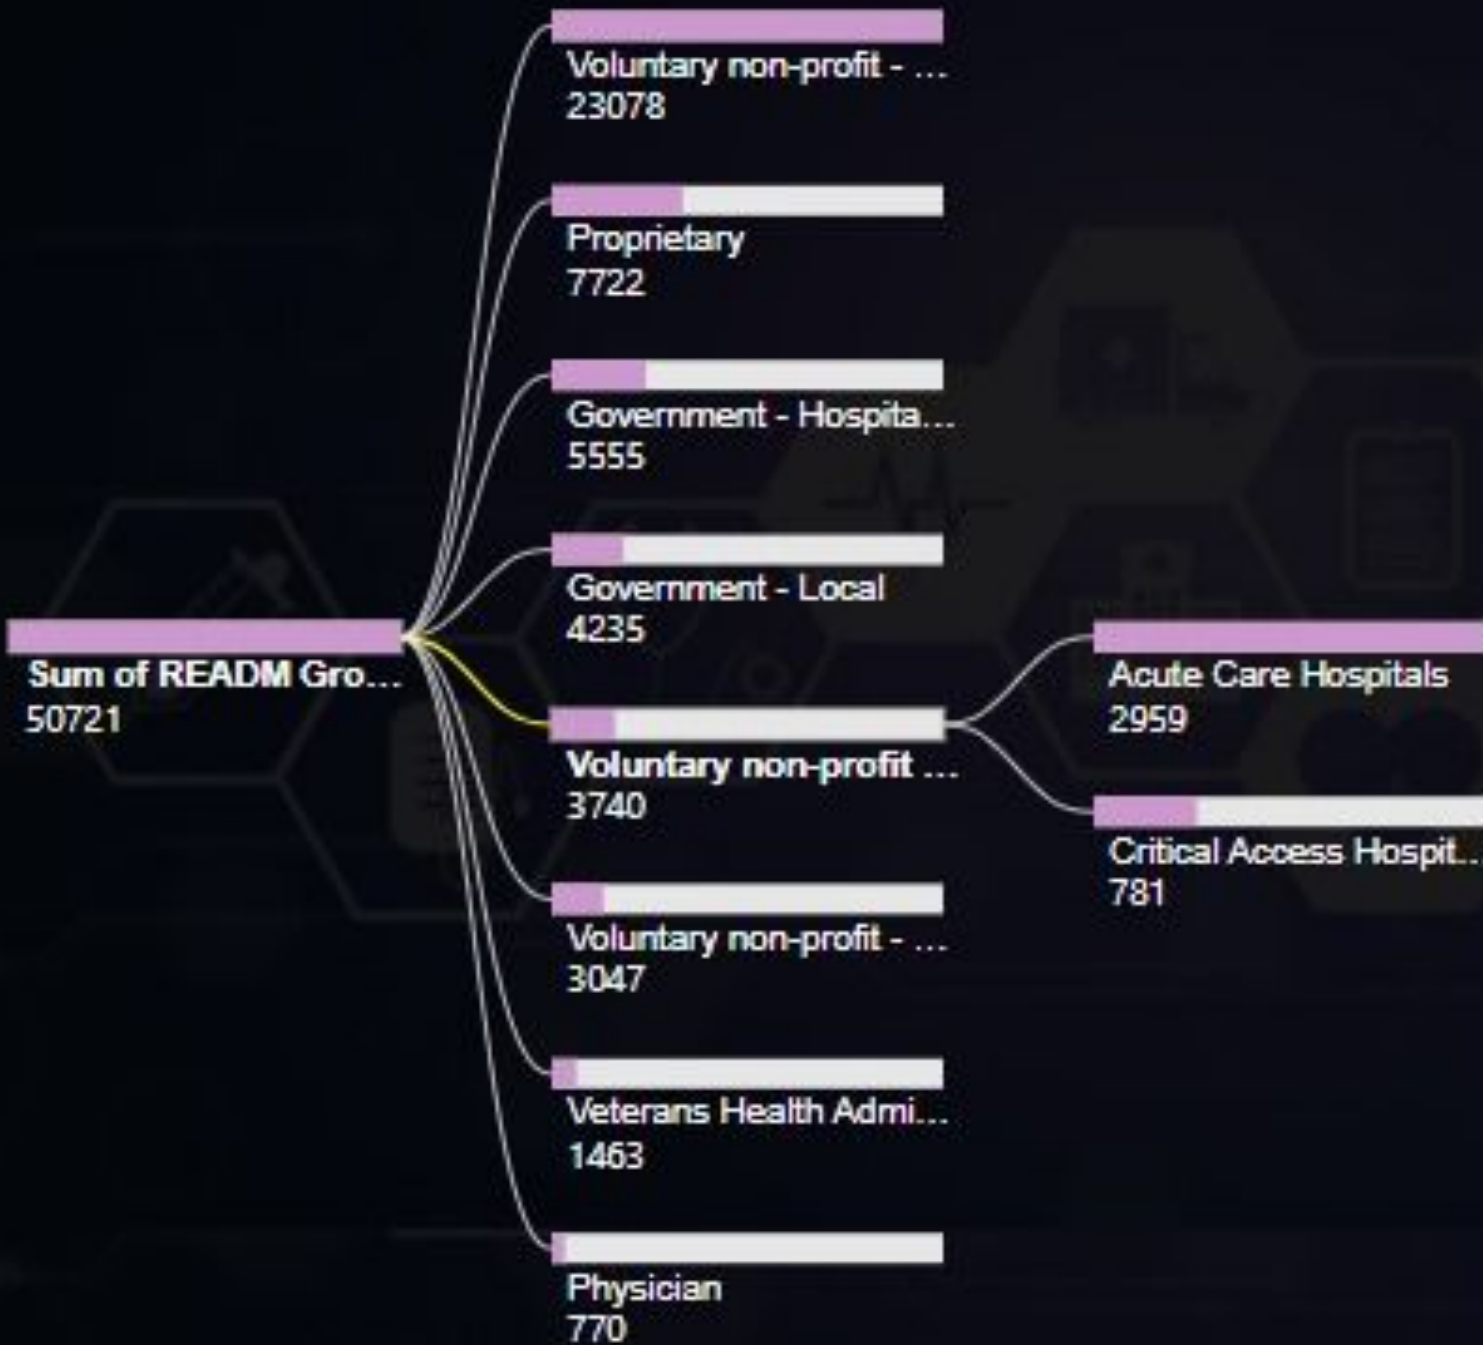 Voluntary non-profit - ...
23078
Proprietary
7722
Government - Hospita...
5555
Government - Local
4235
Sum of READM Gro...
50721
Voluntary non-profit ...
3740
Acute Care Hospitals
2959
Critical Access Hospit...
781
Voluntary non-profit - ...
3047
Veterans Health Admi...
1463
Physician
770